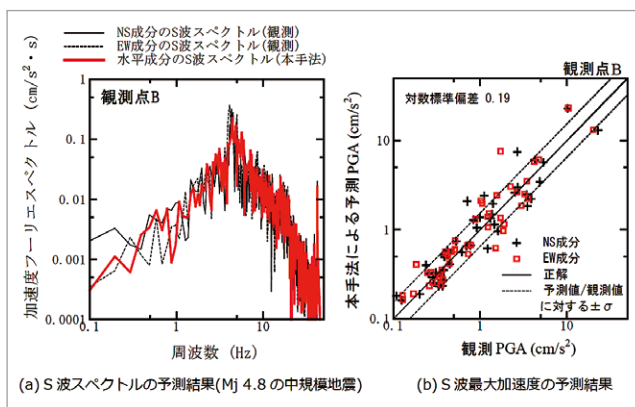 NS成分のS波スペクトル(観測)
EW成分のS波スペクトル(観測)
水平成分のS波スペクトル(本手法)
加速度フーリエスペクトル (cm/s²・s)
1
0.1
0.01
0.001
0.0001
観測点B
0.1
1
10
周波数 (Hz)
(a) S 波スペクトルの予測結果(Mj 4.8 の中規模地震)
観測点B
本手法による予測 PGA (cm/s²)
対数標準偏差 0.19
10
1
0.1
NS成分
EW成分
正解
予測値/観測値
に対する±σ
0.1
1
10
観測 PGA (cm/s²)
(b) S 波最大加速度の予測結果